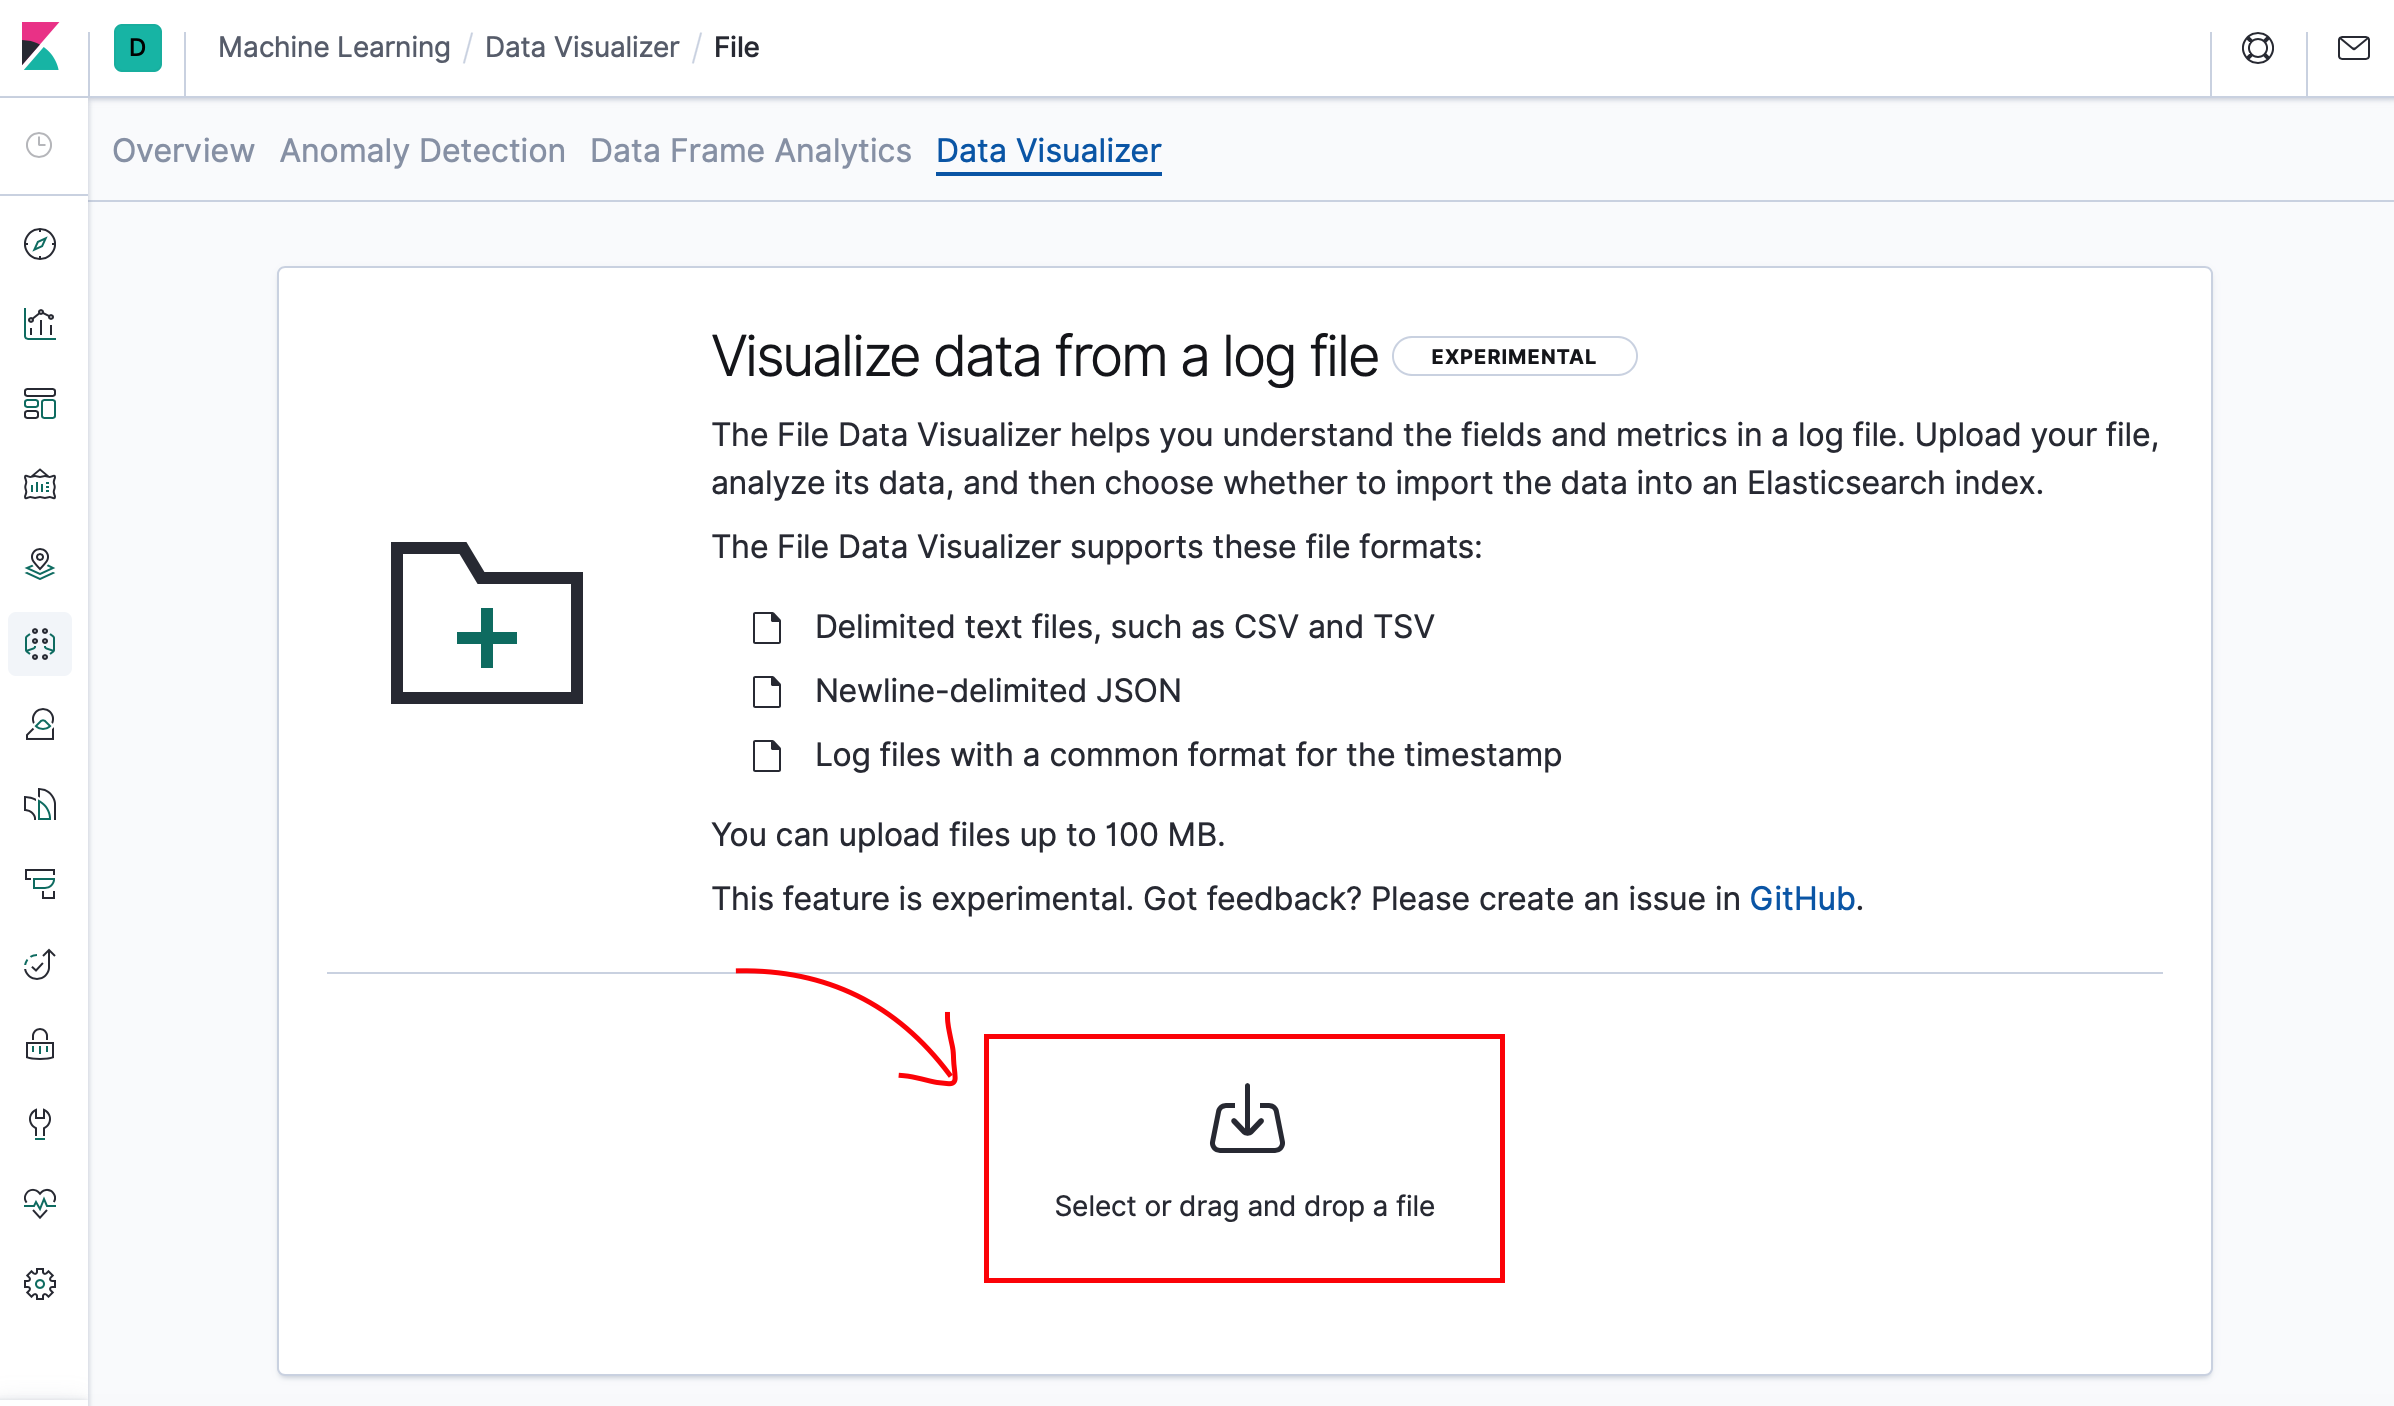 D
Machine Learning / Data Visualizer / File
Overview Anomaly Detection Data Frame Analytics Data Visualizer
Visualize data from a log file EXPERIMENTAL
The File Data Visualizer helps you understand the fields and metrics in a log file. Upload your file,
analyze its data, and then choose whether to import the data into an Elasticsearch index.
The File Data Visualizer supports these file formats:
Delimited text files, such as CSV and TSV
Newline-delimited JSON
Log files with a common format for the timestamp
You can upload files up to 100 MB.
This feature is experimental. Got feedback? Please create an issue in GitHub.
Select or drag and drop a file